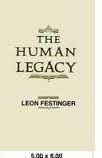 THE
HUMAN
LEGACY
LEON FESTINGER
5.00 x 8.00